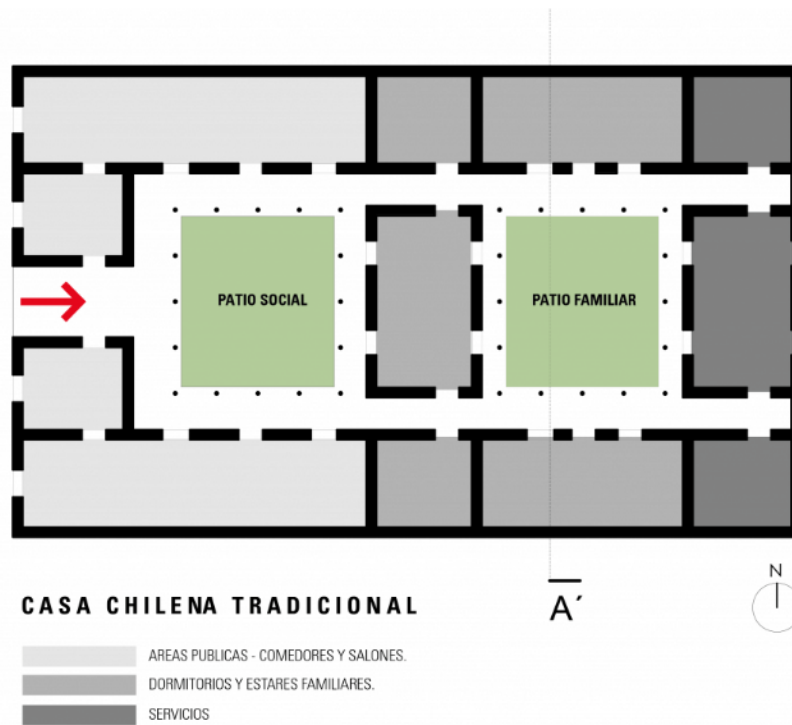 PATIO SOCIAL
PATIO FAMILIAR
N
CASA CHILENA TRADICIONAL
A´
AREAS PUBLICAS - COMEDORES Y SALONES.
DORMITORIOS Y ESTARES FAMILIARES.
SERVICIOS